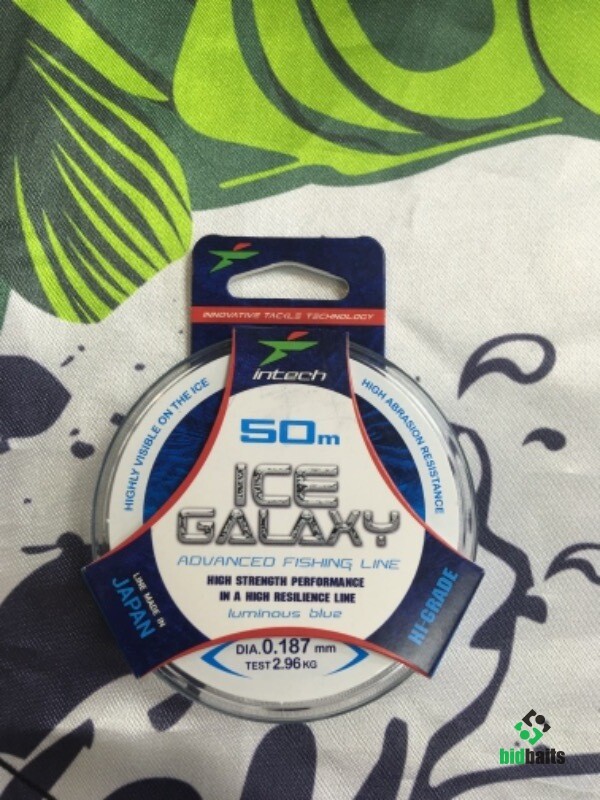 INNOVATIVE TACKLE TECHNOLOGY
intech
HIGHLY VISIBLE ON THE ICE
HIGH ABRASION RESISTANCE
50m
ICE
GALAXY
ADVANCED FISHING LINE
HIGH STRENGTH PERFORMANCE
IN A HIGH RESILIENCE LINE
luminous blue
LINE MADE IN
JAPAN
HI-GRADE
DIA.0.187 mm
TEST 2.96 KG
bidbaits